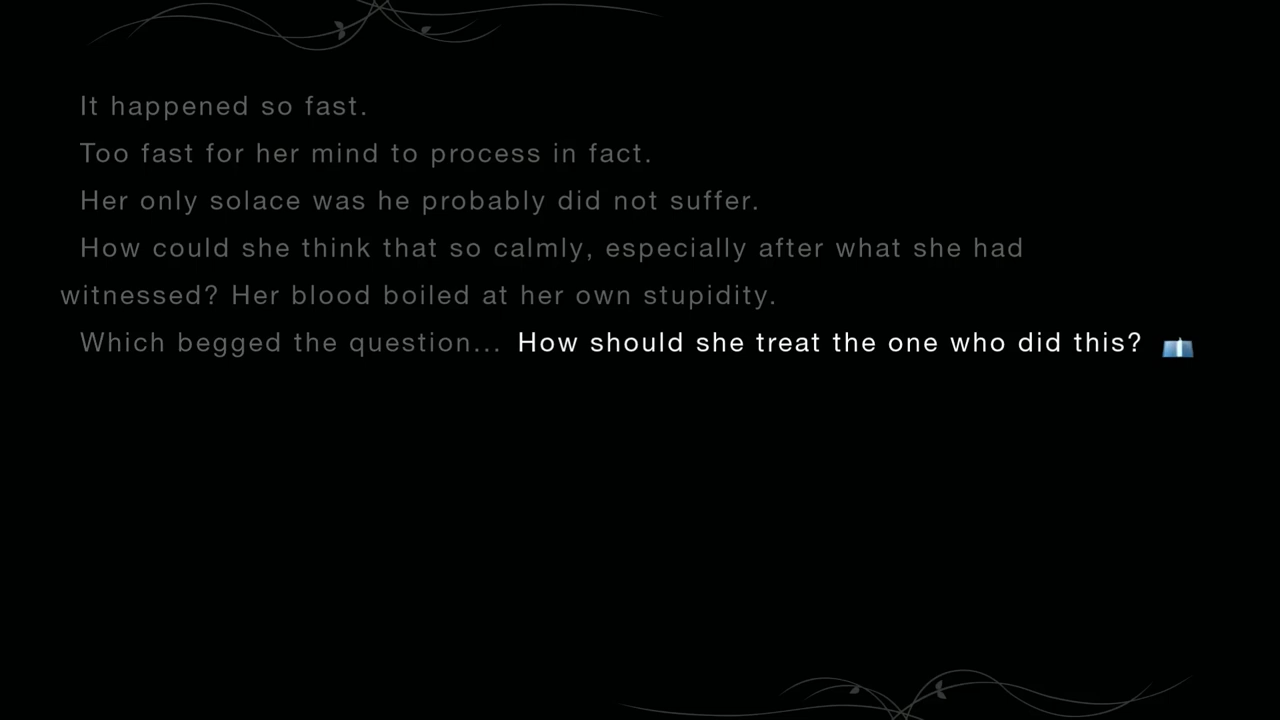 It happened so fast.
Too fast for her mind to process in fact.
Her only solace was he probably did not suffer.
How could she think that so calmly, especially after what she had
witnessed? Her blood boiled at her own stupidity.
Which begged the question... How should she treat the one who did this?